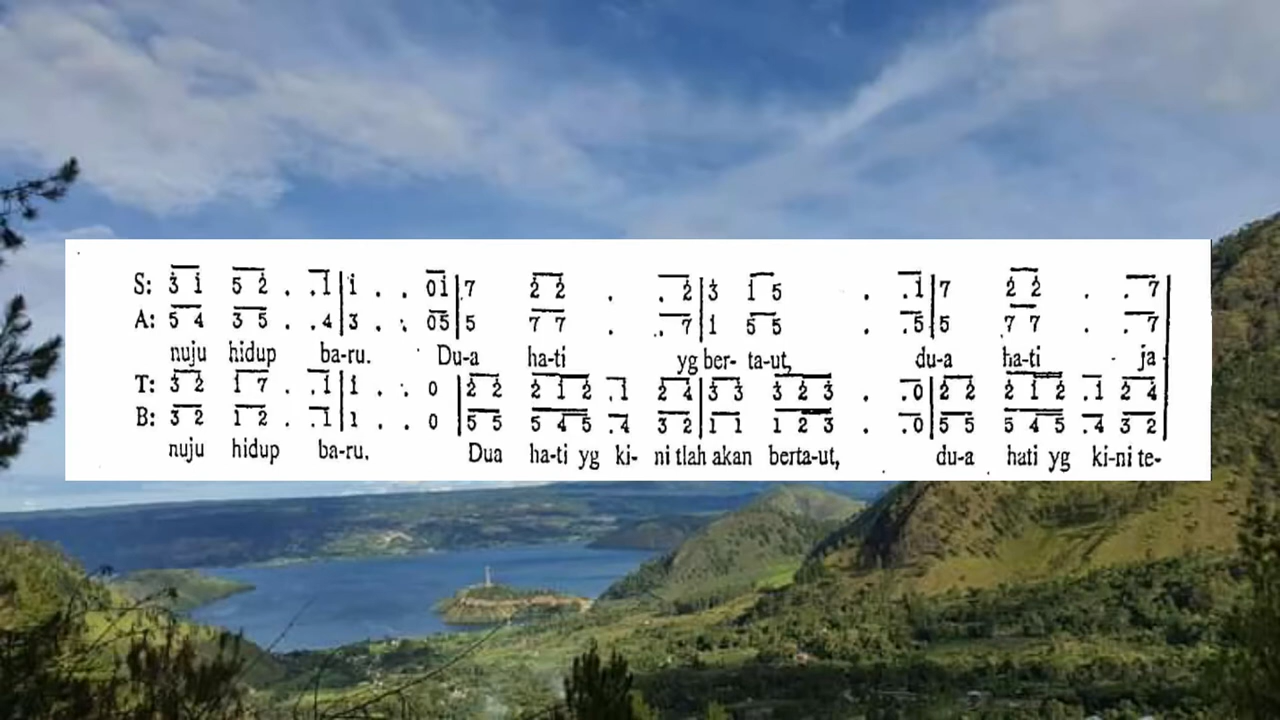 S: 3̇ 1̇ 5 2̇ . .1̇ | 1̇ . . 01̇ | 7 2̇ 2̇ . . 2̇ | 3̇ 1̇ 5 . .1̇ | 7 2̇ 2̇ . . 7 |
A: 5 4 3 5 . .4 | 3 . . 05 | 5 7 7 . . 7 | 1̇ 5 5 . .5 | 5 7 7 . . 7 |
nuju hidup ba-ru. Du-a ha-ti yg ber- ta-ut, du-a ha-ti - ja
T: 3̇ 2̇ 1̇ 7 . .1̇ | 1̇ . . 0 | 2̇ 2̇ 2̇ 1̇ 2̇ .1̇ 2̇ 4̇ | 3̇ 3̇ 3̇ 2̇ 3̇ . .0 | 2̇ 2̇ 2̇ 1̇ 2̇ .1̇ 2̇ 4̇ |
B: 3 2 1 2 . .1 | 1 . . 0 | 5 5 5 4 5 .4 3 2 | 1 1 1 2 3 . .0 | 5 5 5 4 5 .4 3 2 |
nuju hidup ba-ru. Dua ha-ti yg ki- ni tlah akan berta-ut, du-a hati yg ki-ni te-